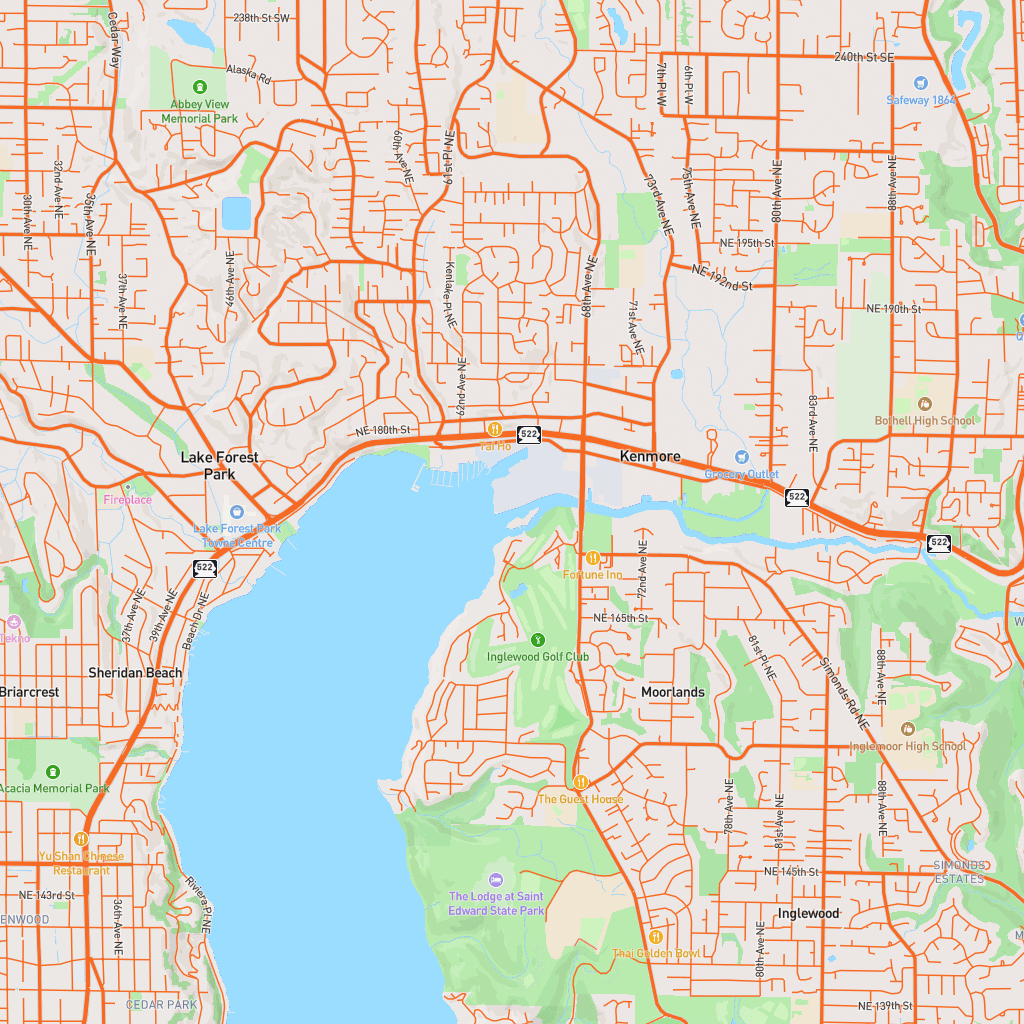 238th St SW
Cedar Way
Alaska Rd
Abbey View
Memorial Park
240th St SE
7th Pl W
6th Pl W
Safeway 1864
60th Ave NE
61st Pl NE
32nd Ave NE
30th Ave NE
35th Ave NE
73rd Ave NE
75th Ave NE
80th Ave NE
88th Ave NE
NE 195th St
NE 192nd St
37th Ave NE
46th Ave NE
Kenlake Pl NE
68th Ave NE
71st Ave NE
NE 190th St
62nd Ave NE
83rd Ave NE
Bothell High School
NE 180th St
Tai Ho
522
Kenmore
Grocery Outlet
522
Lake Forest
Park
Fireplace
Lake Forest Park
Towne Centre
522
522
Fortune Inn
72nd Ave NE
37th Ave NE
39th Ave NE
Beach Dr NE
Tekno
NE 165th St
Inglewood Golf Club
81st Pl NE
Simonds Rd NE
88th Ave NE
Sheridan Beach
Briarcrest
Moorlands
Inglemoor High School
Acacia Memorial Park
The Guest House
78th Ave NE
81st Ave NE
88th Ave NE
Yu Shan Chinese
Restaurant
NE 143rd St
36th Ave NE
Riviera Pl NE
The Lodge at Saint
Edward State Park
NE 145th St
SIMONDS
ESTATES
Inglewood
Thai Golden Bowl
80th Ave NE
CEDAR PARK
NE 139th St